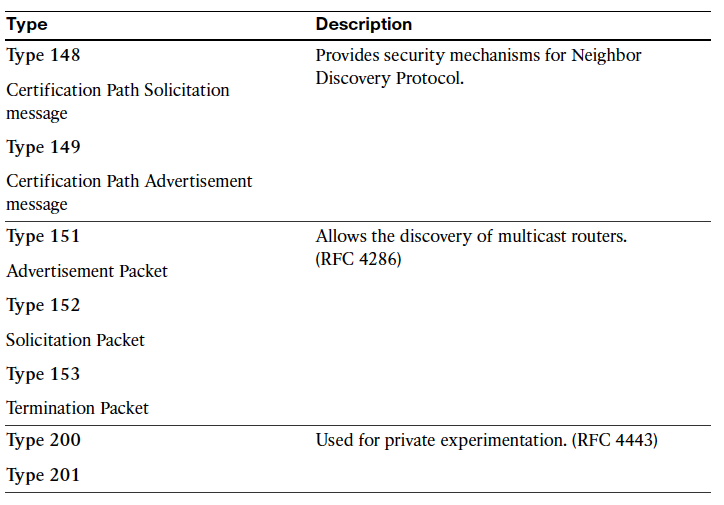 Type Description
Type 148 Provides security mechanisms for Neighbor
Discovery Protocol.
Certification Path Solicitation
message
Type 149
Certification Path Advertisement
message
Type 151 Allows the discovery of multicast routers.
(RFC 4286)
Advertisement Packet
Type 152
Solicitation Packet
Type 153
Termination Packet
Type 200 Used for private experimentation. (RFC 4443)
Type 201